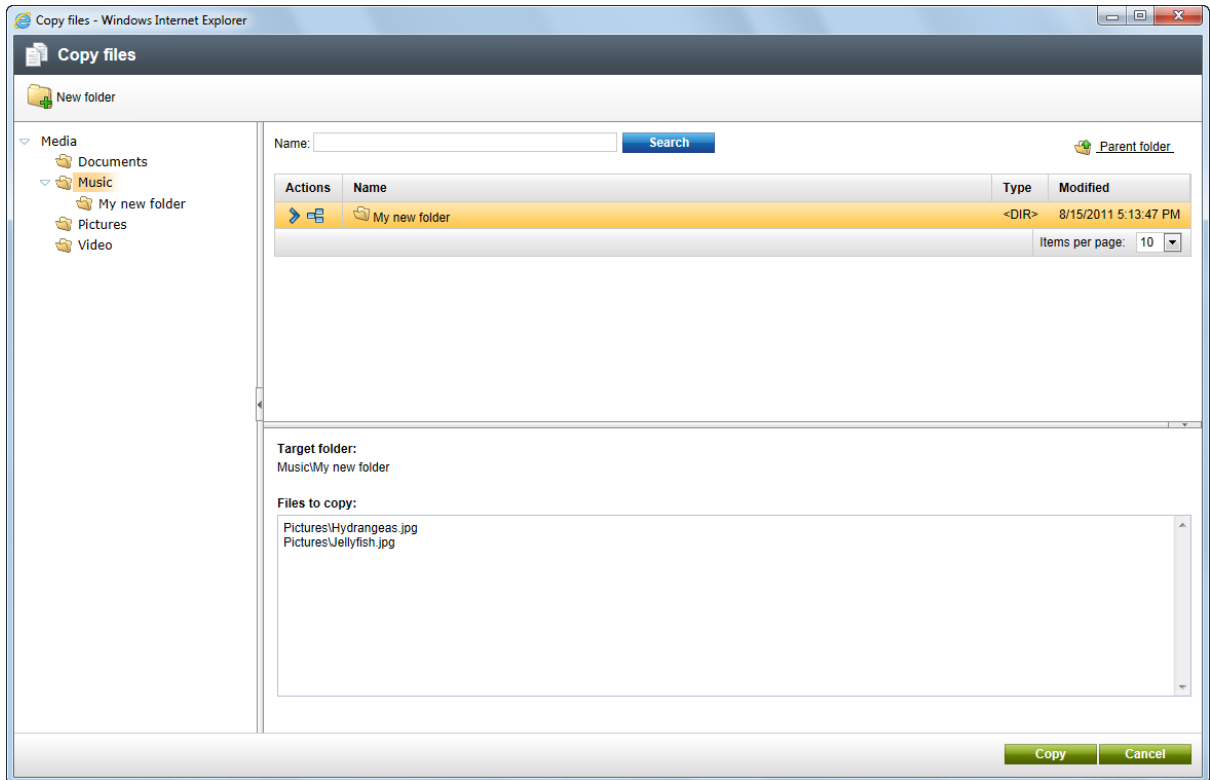 Copy files - Windows Internet Explorer
Copy files
New folder
Media
Documents
Music
My new folder
Pictures
Video
Name: Search Parent folder
Actions Name Type Modified
My new folder <DIR> 8/15/2011 5:13:47 PM
Items per page: 10
Target folder:
Music\My new folder
Files to copy:
Pictures\Hydrangeas.jpg
Pictures\Jellyfish.jpg
Copy Cancel